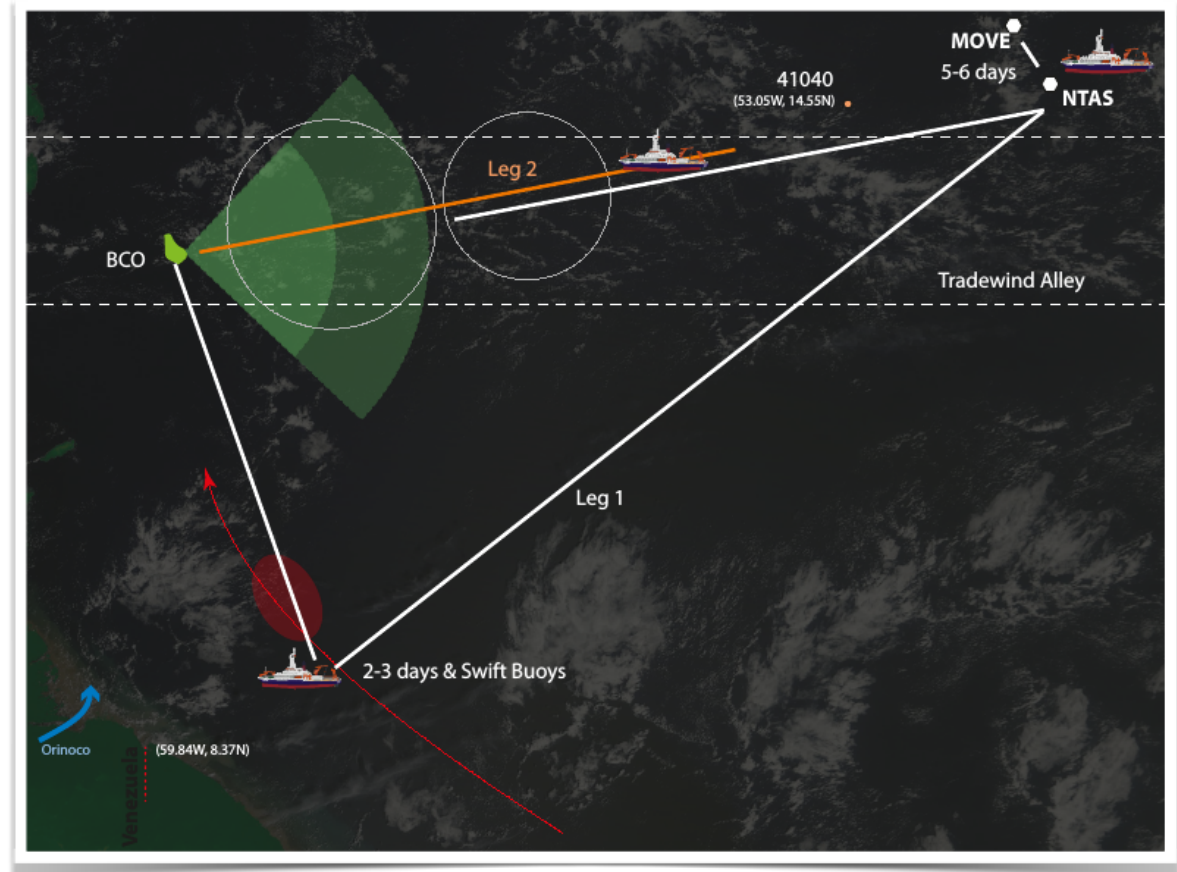 MOVE
5-6 days
NTAS
41040
(53.05W, 14.55N)
Leg 2
BCO
Tradewind Alley
Leg 1
2-3 days & Swift Buoys
Orinoco
(59.84W, 8.37N)
Venezuela